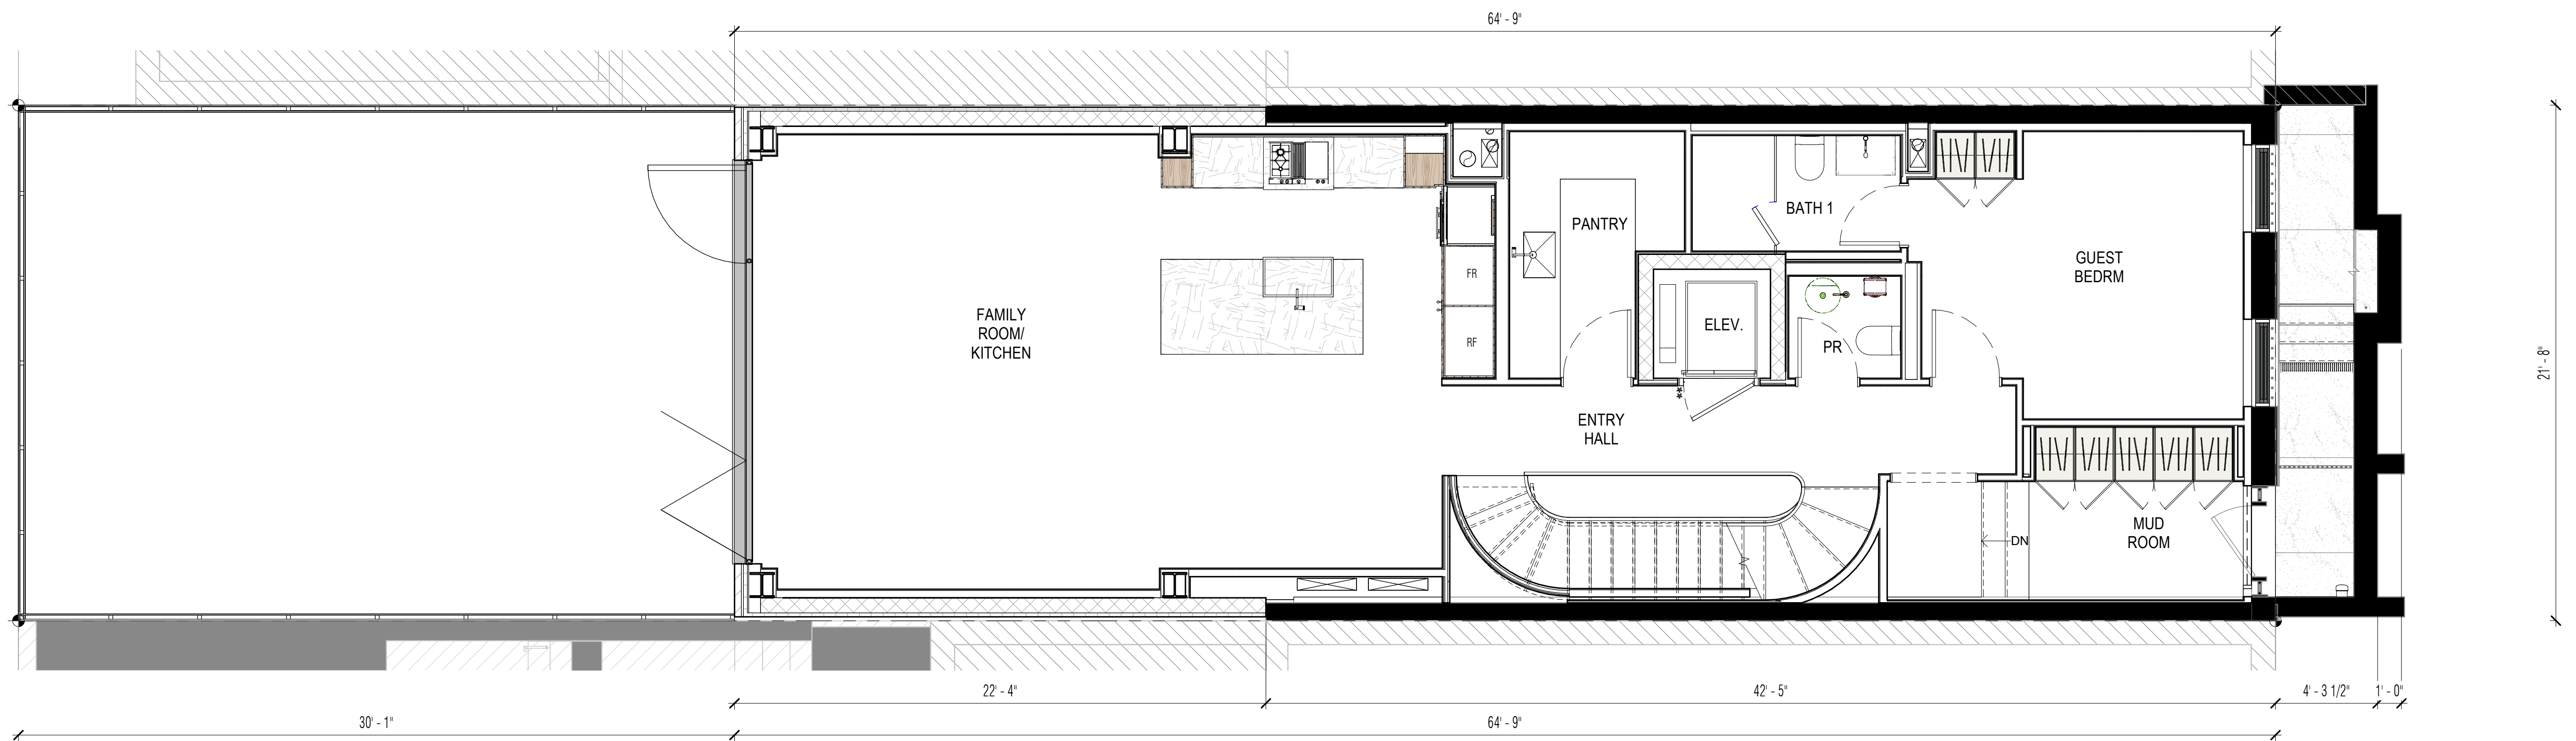 64' - 9"
PANTRY
BATH 1
GUEST
BEDRM
FR
FAMILY
ROOM/
KITCHEN
ELEV.
RF
PR
21' - 8"
ENTRY
HALL
MUD
ROOM
DN
22' - 4"
42' - 5"
4' - 3 1/2"
1' - 0"
30' - 1"
64' - 9"